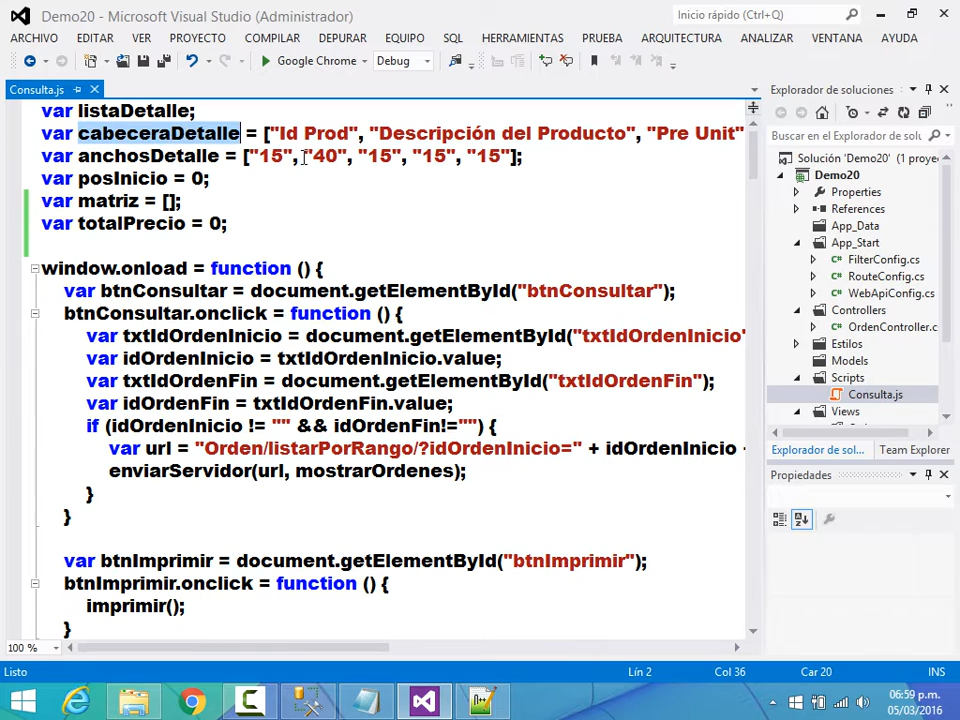 Demo20 - Microsoft Visual Studio (Administrador)
Inicio rápido (Ctrl+Q)
ARCHIVO EDITAR VER PROYECTO COMPILAR DEPURAR EQUIPO SQL HERRAMIENTAS PRUEBA ARQUITECTURA ANALIZAR VENTANA AYUDA
Google Chrome Debug
Consulta.js
var listaDetalle;
var cabeceraDetalle = ["Id Prod", "Descripción del Producto", "Pre Unit"
var anchosDetalle = ["15", "40", "15", "15", "15"];
var posInicio = 0;
var matriz = [];
var totalPrecio = 0;
window.onload = function () {
var btnConsultar = document.getElementById("btnConsultar");
btnConsultar.onclick = function () {
var txtIdOrdenInicio = document.getElementById("txtIdOrdenInicio"
var idOrdenInicio = txtIdOrdenInicio.value;
var txtIdOrdenFin = document.getElementById("txtIdOrdenFin");
var idOrdenFin = txtIdOrdenFin.value;
if (idOrdenInicio != "" && idOrdenFin!="") {
var url = "Orden/listarPorRango/?idOrdenInicio=" + idOrdenInicio +
enviarServidor(url, mostrarOrdenes);
}
}
var btnImprimir = document.getElementById("btnImprimir");
btnImprimir.onclick = function () {
imprimir();
}
100 %
Explorador de soluciones
Buscar en Explorador de soluciones
Solución 'Demo20' (1 proyecto)
Demo20
Properties
References
App_Data
App_Start
FilterConfig.cs
RouteConfig.cs
WebApiConfig.cs
Controllers
OrdenController.c
Estilos
Models
Scripts
Consulta.js
Views
Explorador de sol... Team Explorer
Propiedades
Listo Lín 2 Col 36 Car 20 INS
06:59 p.m.
05/03/2016